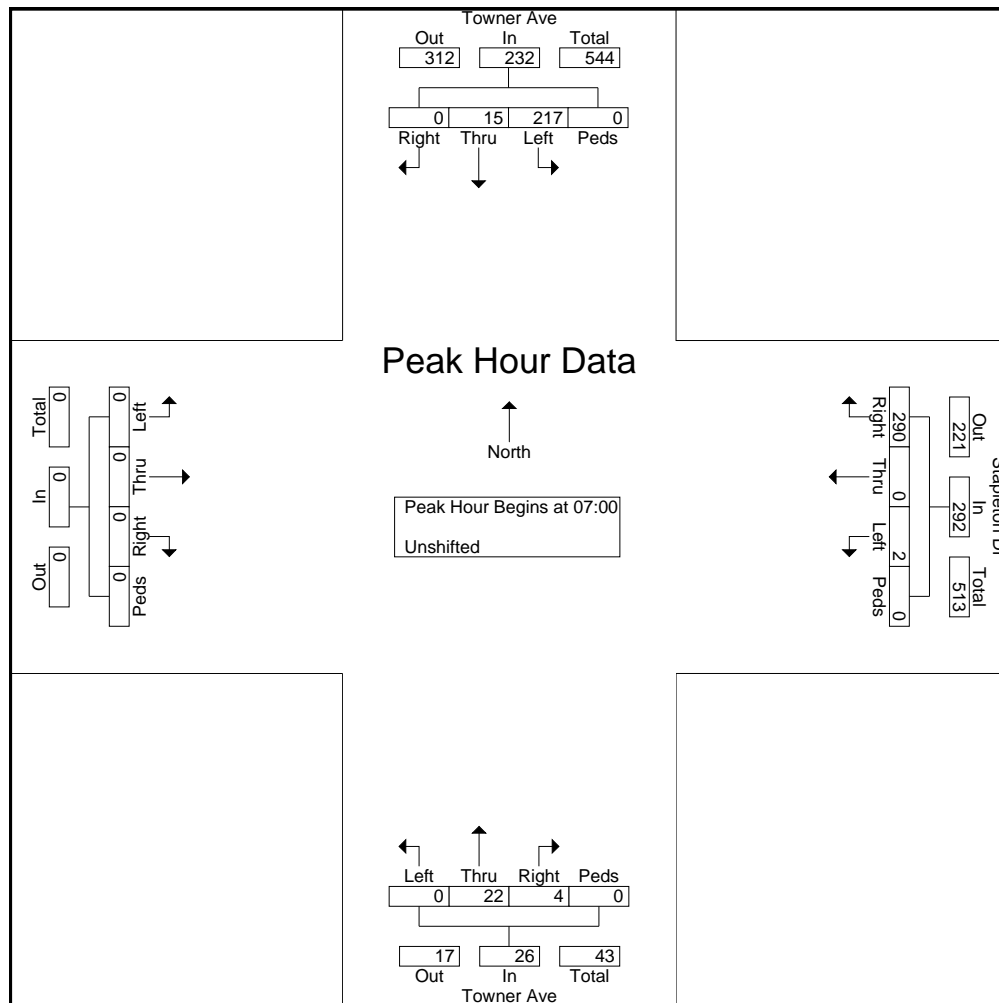 Towner Ave
Out In Total
312 232 544
0 15 217 0
Right Thru Left Peds
Peak Hour Data
North
Peak Hour Begins at 07:00
Unshifted
Left Thru Right Peds
0 0 0 0
Total In Out
0 0 0
Stapleton
Out In Total
221 292 513
290 0 2 0
Right Thru Left Peds
Left Thru Right Peds
0 22 4 0
17 26 43
Out In Total
Towner Ave